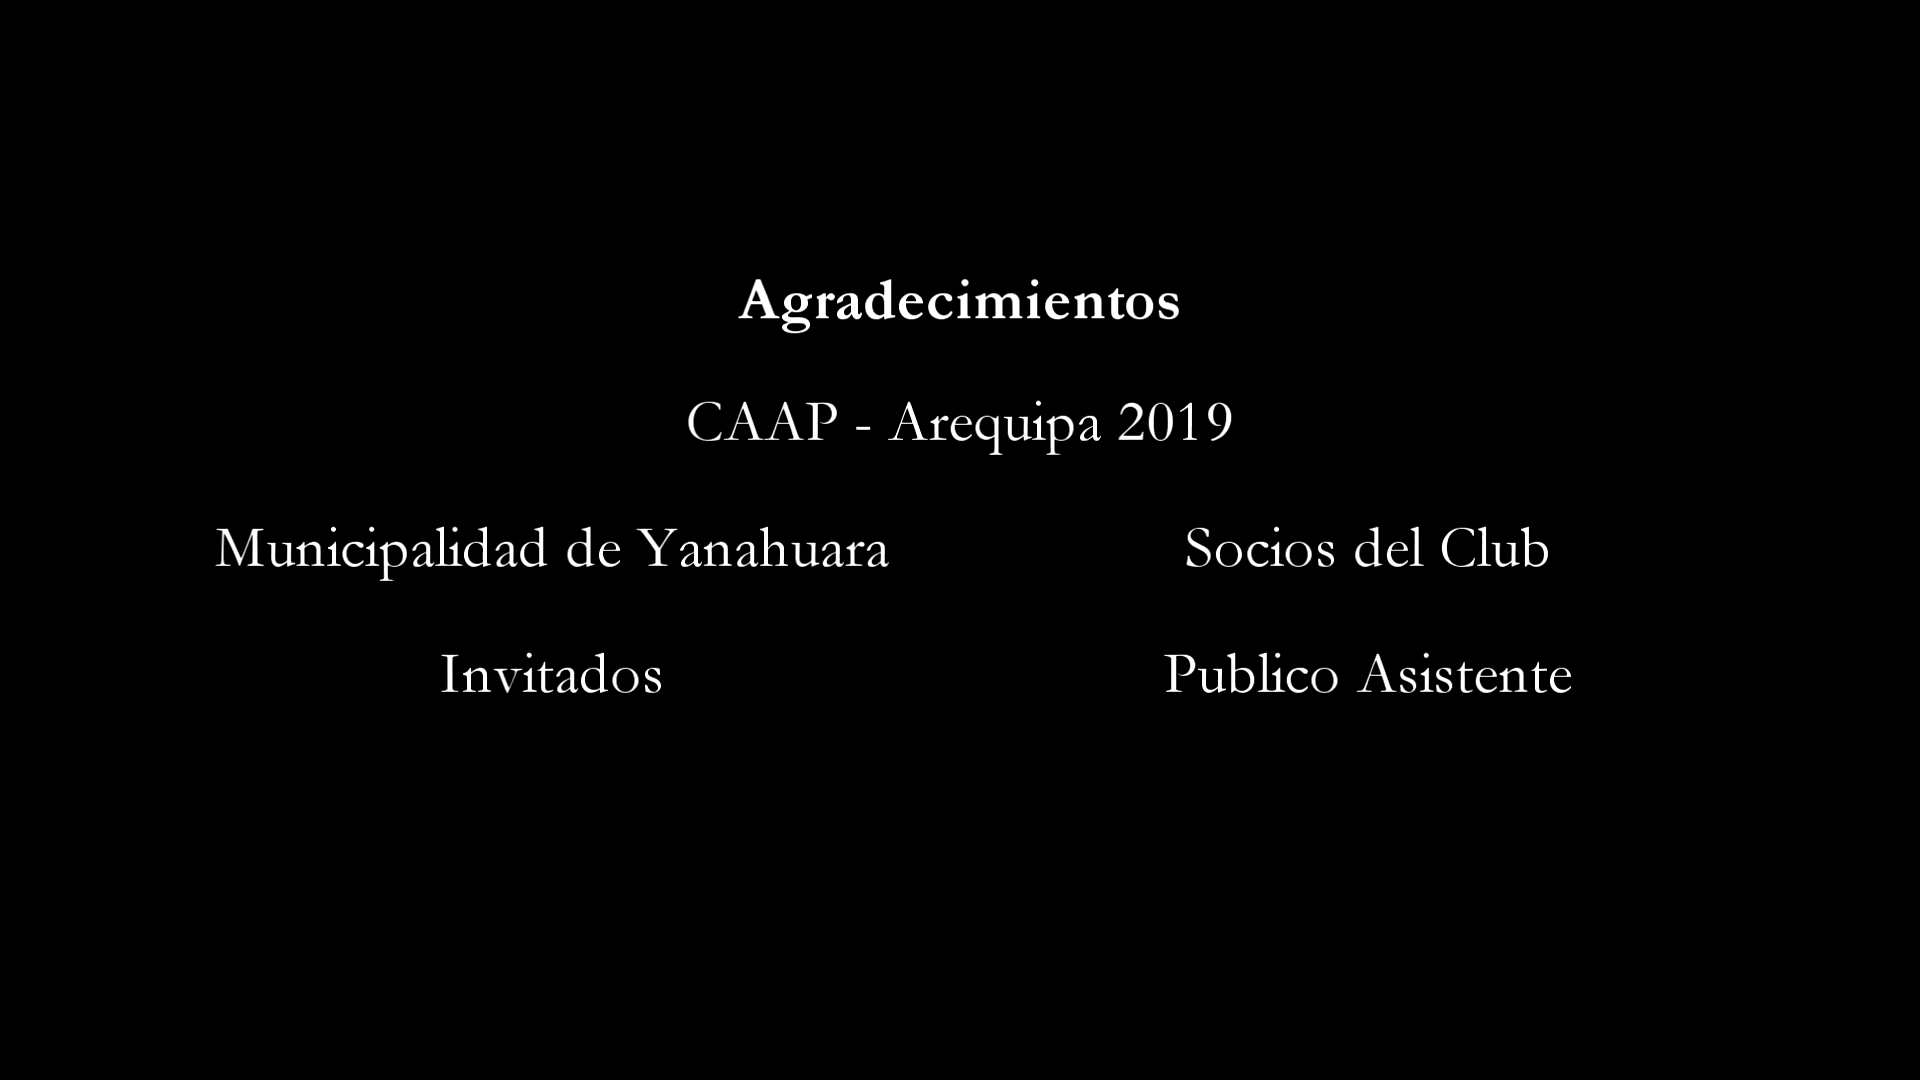 Agradecimientos
CAAP - Arequipa 2019
Municipalidad de Yanahuara
Socios del Club
Invitados
Publico Asistente